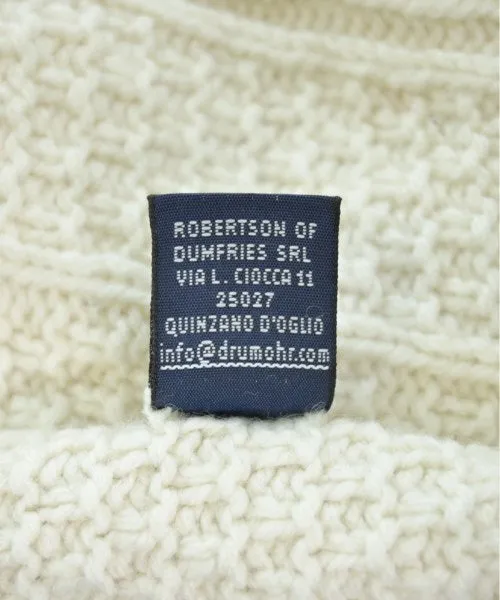 ROBERTSON OF
DUMFRIES SRL
VIA L. CIOCCA 11
25027
QUINZANO D'OGLIO
info@drumohr.com